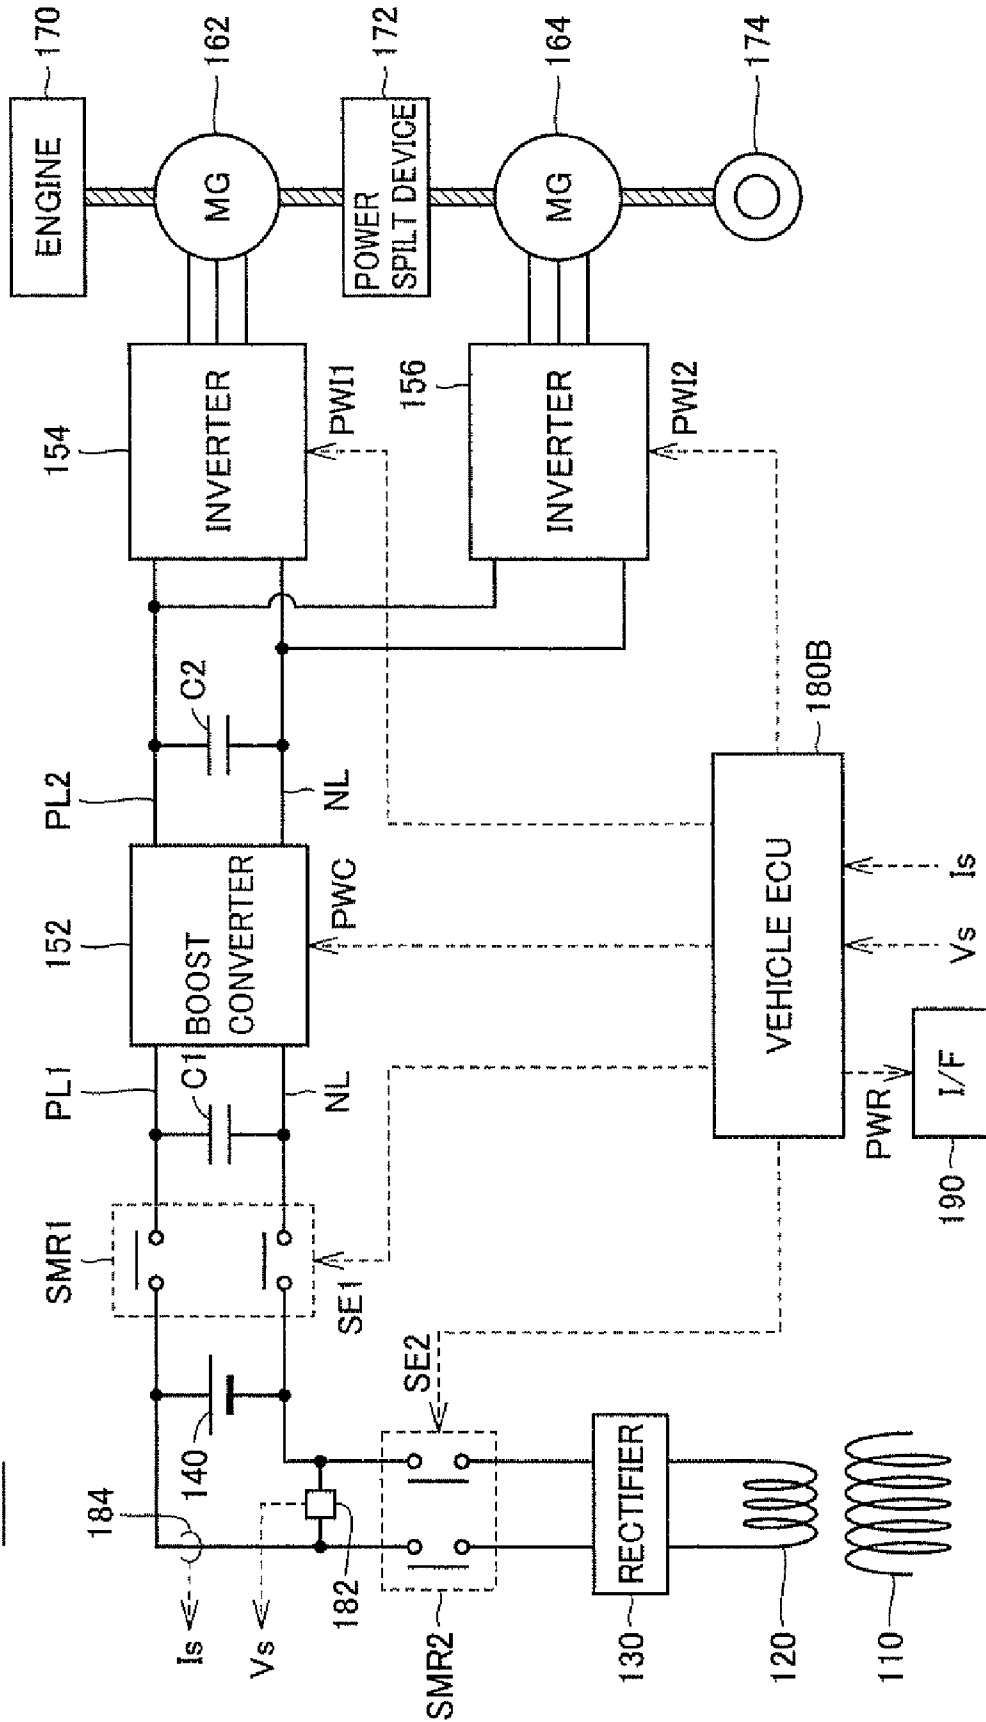 184
Is
Vs
182
140
SMR1
SE1
SMR2
SE2
130
RECTIFIER
120
110
PL1
C1
NL
152
BOOST
CONVERTER
PWC
PL2
C2
NL
154
INVERTER
PWI1
156
INVERTER
PWI2
170
ENGINE
162
MG
172
POWER
SPILT DEVICE
164
MG
174
180B
VEHICLE ECU
Vs
Is
PWR
190
I/F